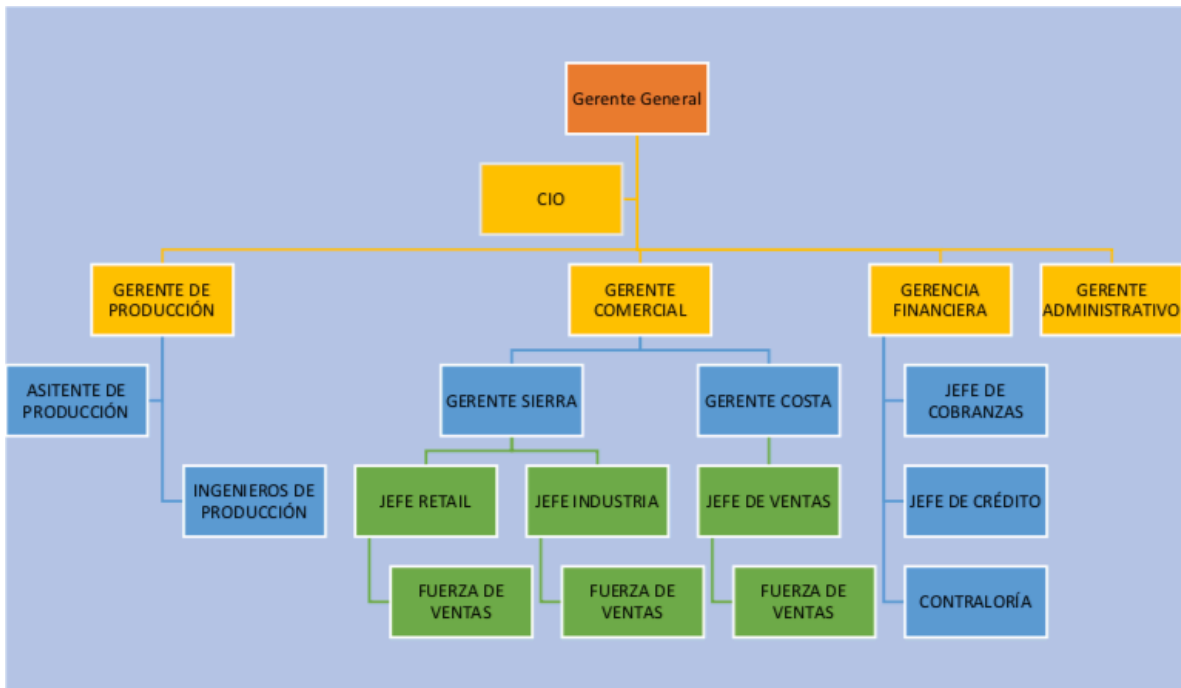 Gerente General
CIO
GERENTE DE
PRODUCCIÓN
GERENTE
COMERCIAL
GERENCIA
FINANCIERA
GERENTE
ADMINISTRATIVO
ASITENTE DE
PRODUCCIÓN
GERENTE SIERRA
GERENTE COSTA
JEFE DE
COBRANZAS
INGENIEROS DE
PRODUCCIÓN
JEFE RETAIL
JEFE INDUSTRIA
JEFE DE VENTAS
JEFE DE CRÉDITO
FUERZA DE
VENTAS
FUERZA DE
VENTAS
FUERZA DE
VENTAS
CONTRALORÍA